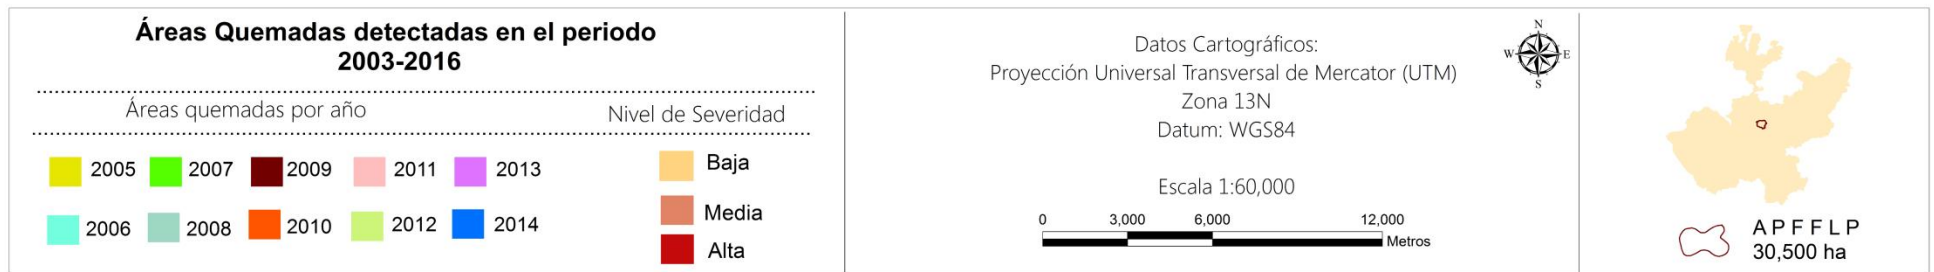 Áreas Quemadas detectadas en el periodo
2003-2016
Áreas quemadas por año
Nivel de Severidad
2005 2007 2009 2011 2013
2006 2008 2010 2012 2014
Baja
Media
Alta
Datos Cartográficos:
Proyección Universal Transversal de Mercator (UTM)
Zona 13N
Datum: WGS84
Escala 1:60,000
0 3,000 6,000 12,000
Metros
N
W E
S
A P F F L P
30,500 ha